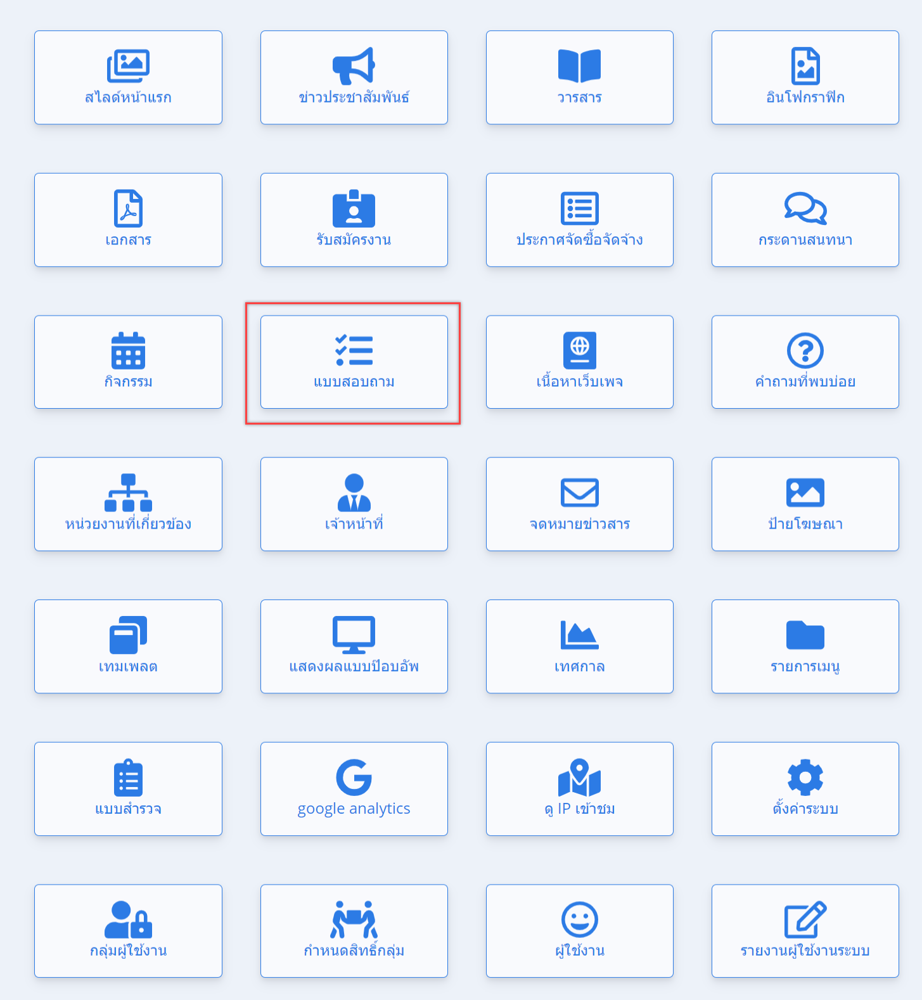 สไลด์หน้าแรก
ข่าวประชาสัมพันธ์
วารสาร
อินโฟกราฟิก
เอกสาร
รับสมัครงาน
ประกาศจัดซื้อจัดจ้าง
กระดานสนทนา
กิจกรรม
แบบสอบถาม
เนื้อหาเว็บเพจ
คำถามที่พบบ่อย
หน่วยงานที่เกี่ยวข้อง
เจ้าหน้าที่
จดหมายข่าวสาร
ป้ายโฆษณา
เทมเพลต
แสดงผลแบบป๊อบอัพ
เทศกาล
รายการเมนู
แบบสำรวจ
google analytics
ดู IP เข้าชม
ตั้งค่าระบบ
กลุ่มผู้ใช้งาน
กำหนดสิทธิ์กลุ่ม
ผู้ใช้งาน
รายงานผู้ใช้งานระบบ